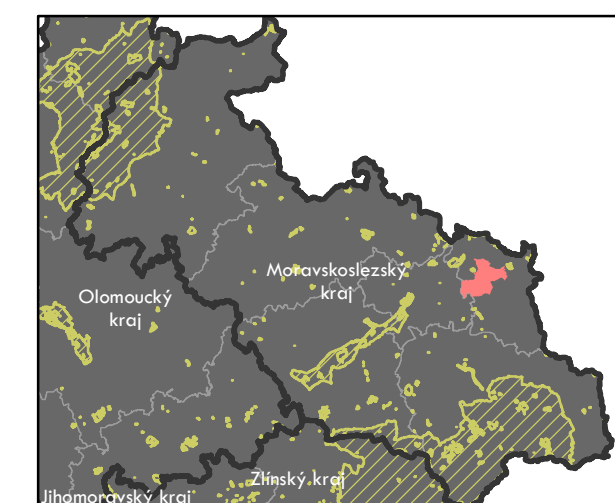 Moravskoslezský
kraj
Olomoucký
kraj
Zlínský kraj
Jihomoravský kraj